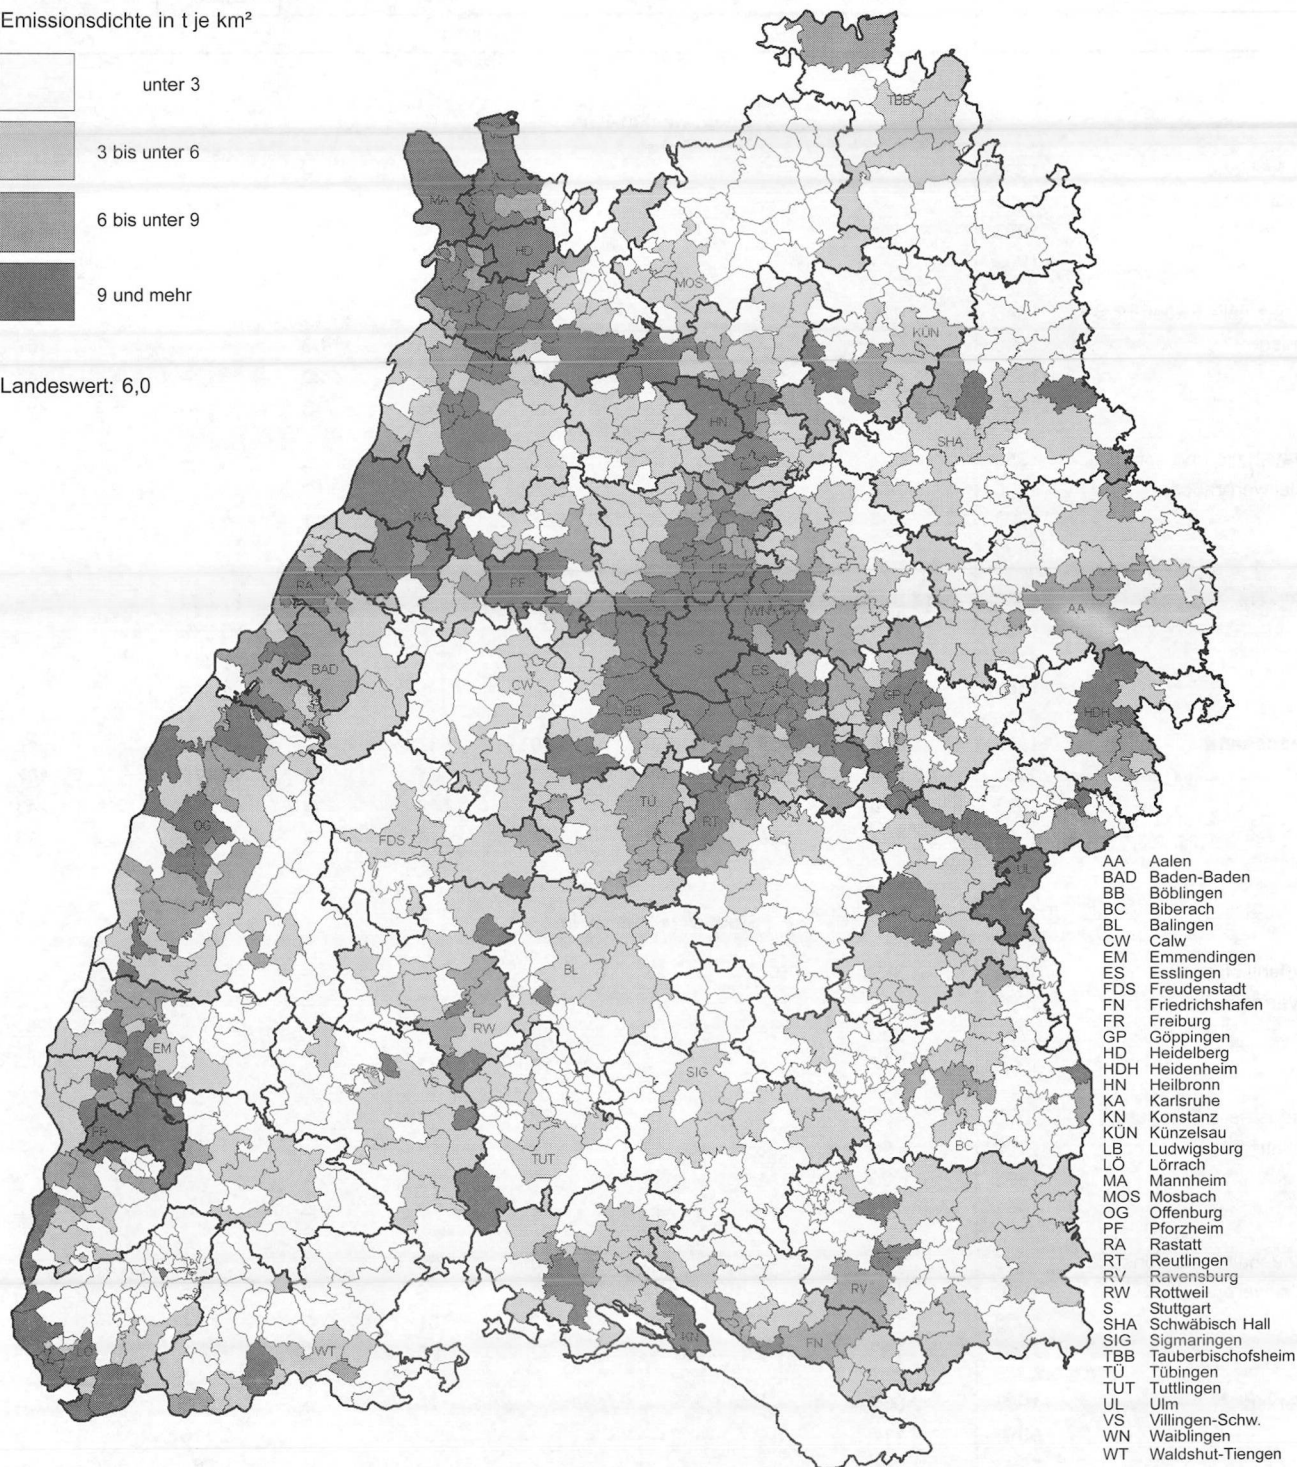 Emissionsdichte in t je km²
unter 3
3 bis unter 6
6 bis unter 9
9 und mehr
Landeswert: 6,0
TBB
MA
HD
MOS
KÜN
HN
SHA
KA
LB
RA
PF
WN
AA
S
BAD
ES
CW
GP
BB
HDH
TÜ
OG
RT
FDS
UL
BL
RW
EM
SIG
VS
FR
BC
TUT
RV
KN
FN
LÖ
WT
AA Aalen
BAD Baden-Baden
BB Böblingen
BC Biberach
BL Balingen
CW Calw
EM Emmendingen
ES Esslingen
FDS Freudenstadt
FN Friedrichshafen
FR Freiburg
GP Göppingen
HD Heidelberg
HDH Heidenheim
HN Heilbronn
KA Karlsruhe
KN Konstanz
KÜN Künzelsau
LB Ludwigsburg
LÖ Lörrach
MA Mannheim
MOS Mosbach
OG Offenburg
PF Pforzheim
RA Rastatt
RT Reutlingen
RV Ravensburg
RW Rottweil
S Stuttgart
SHA Schwäbisch Hall
SIG Sigmaringen
TBB Tauberbischofsheim
TÜ Tübingen
TUT Tuttlingen
UL Ulm
VS Villingen-Schw.
WN Waiblingen
WT Waldshut-Tiengen